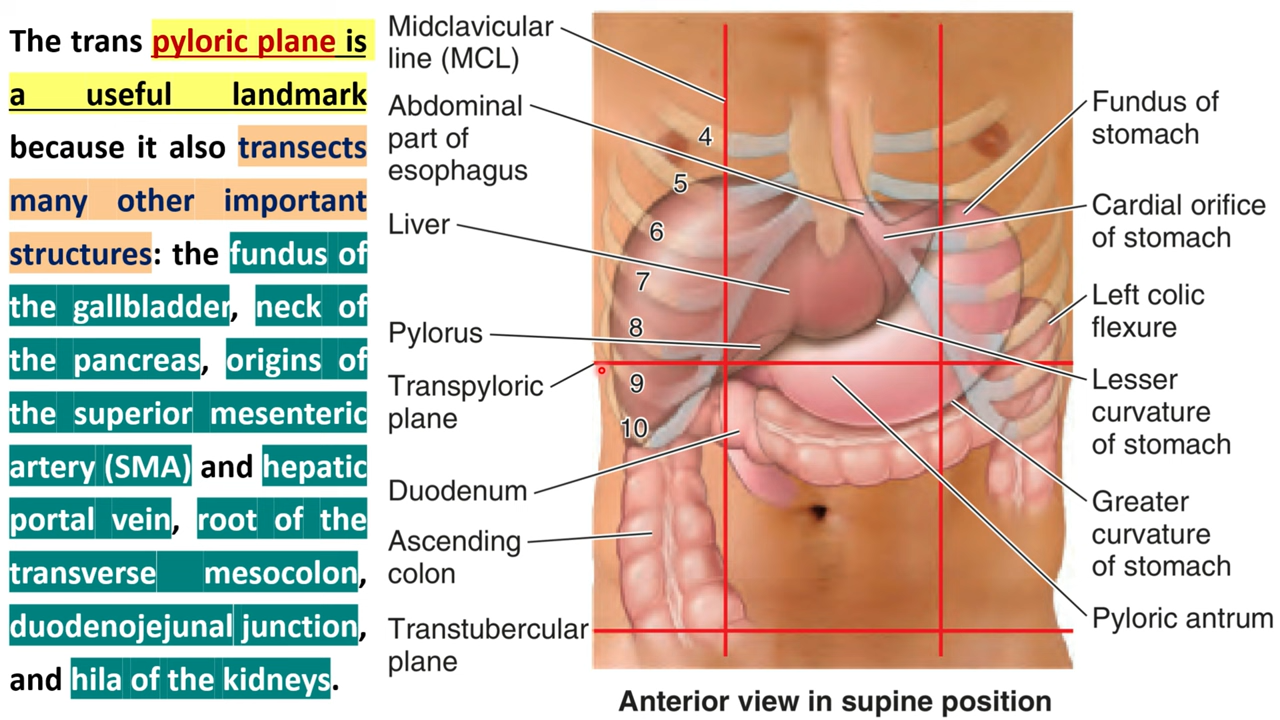 The trans pyloric plane is
a useful landmark
because it also transects
many other important
structures: the fundus of
the gallbladder, neck of
the pancreas, origins of
the superior mesenteric
artery (SMA) and hepatic
portal vein, root of the
transverse mesocolon,
duodenojejunal junction,
and hila of the kidneys.
Midclavicular
line (MCL)
Abdominal
part of
esophagus
Liver
Pylorus
Transpyloric
plane
Duodenum
Ascending
colon
Transtubercular
plane
4
5
6
7
8
9
10
Fundus of
stomach
Cardial orifice
of stomach
Left colic
flexure
Lesser
curvature
of stomach
Greater
curvature
of stomach
Pyloric antrum
Anterior view in supine position